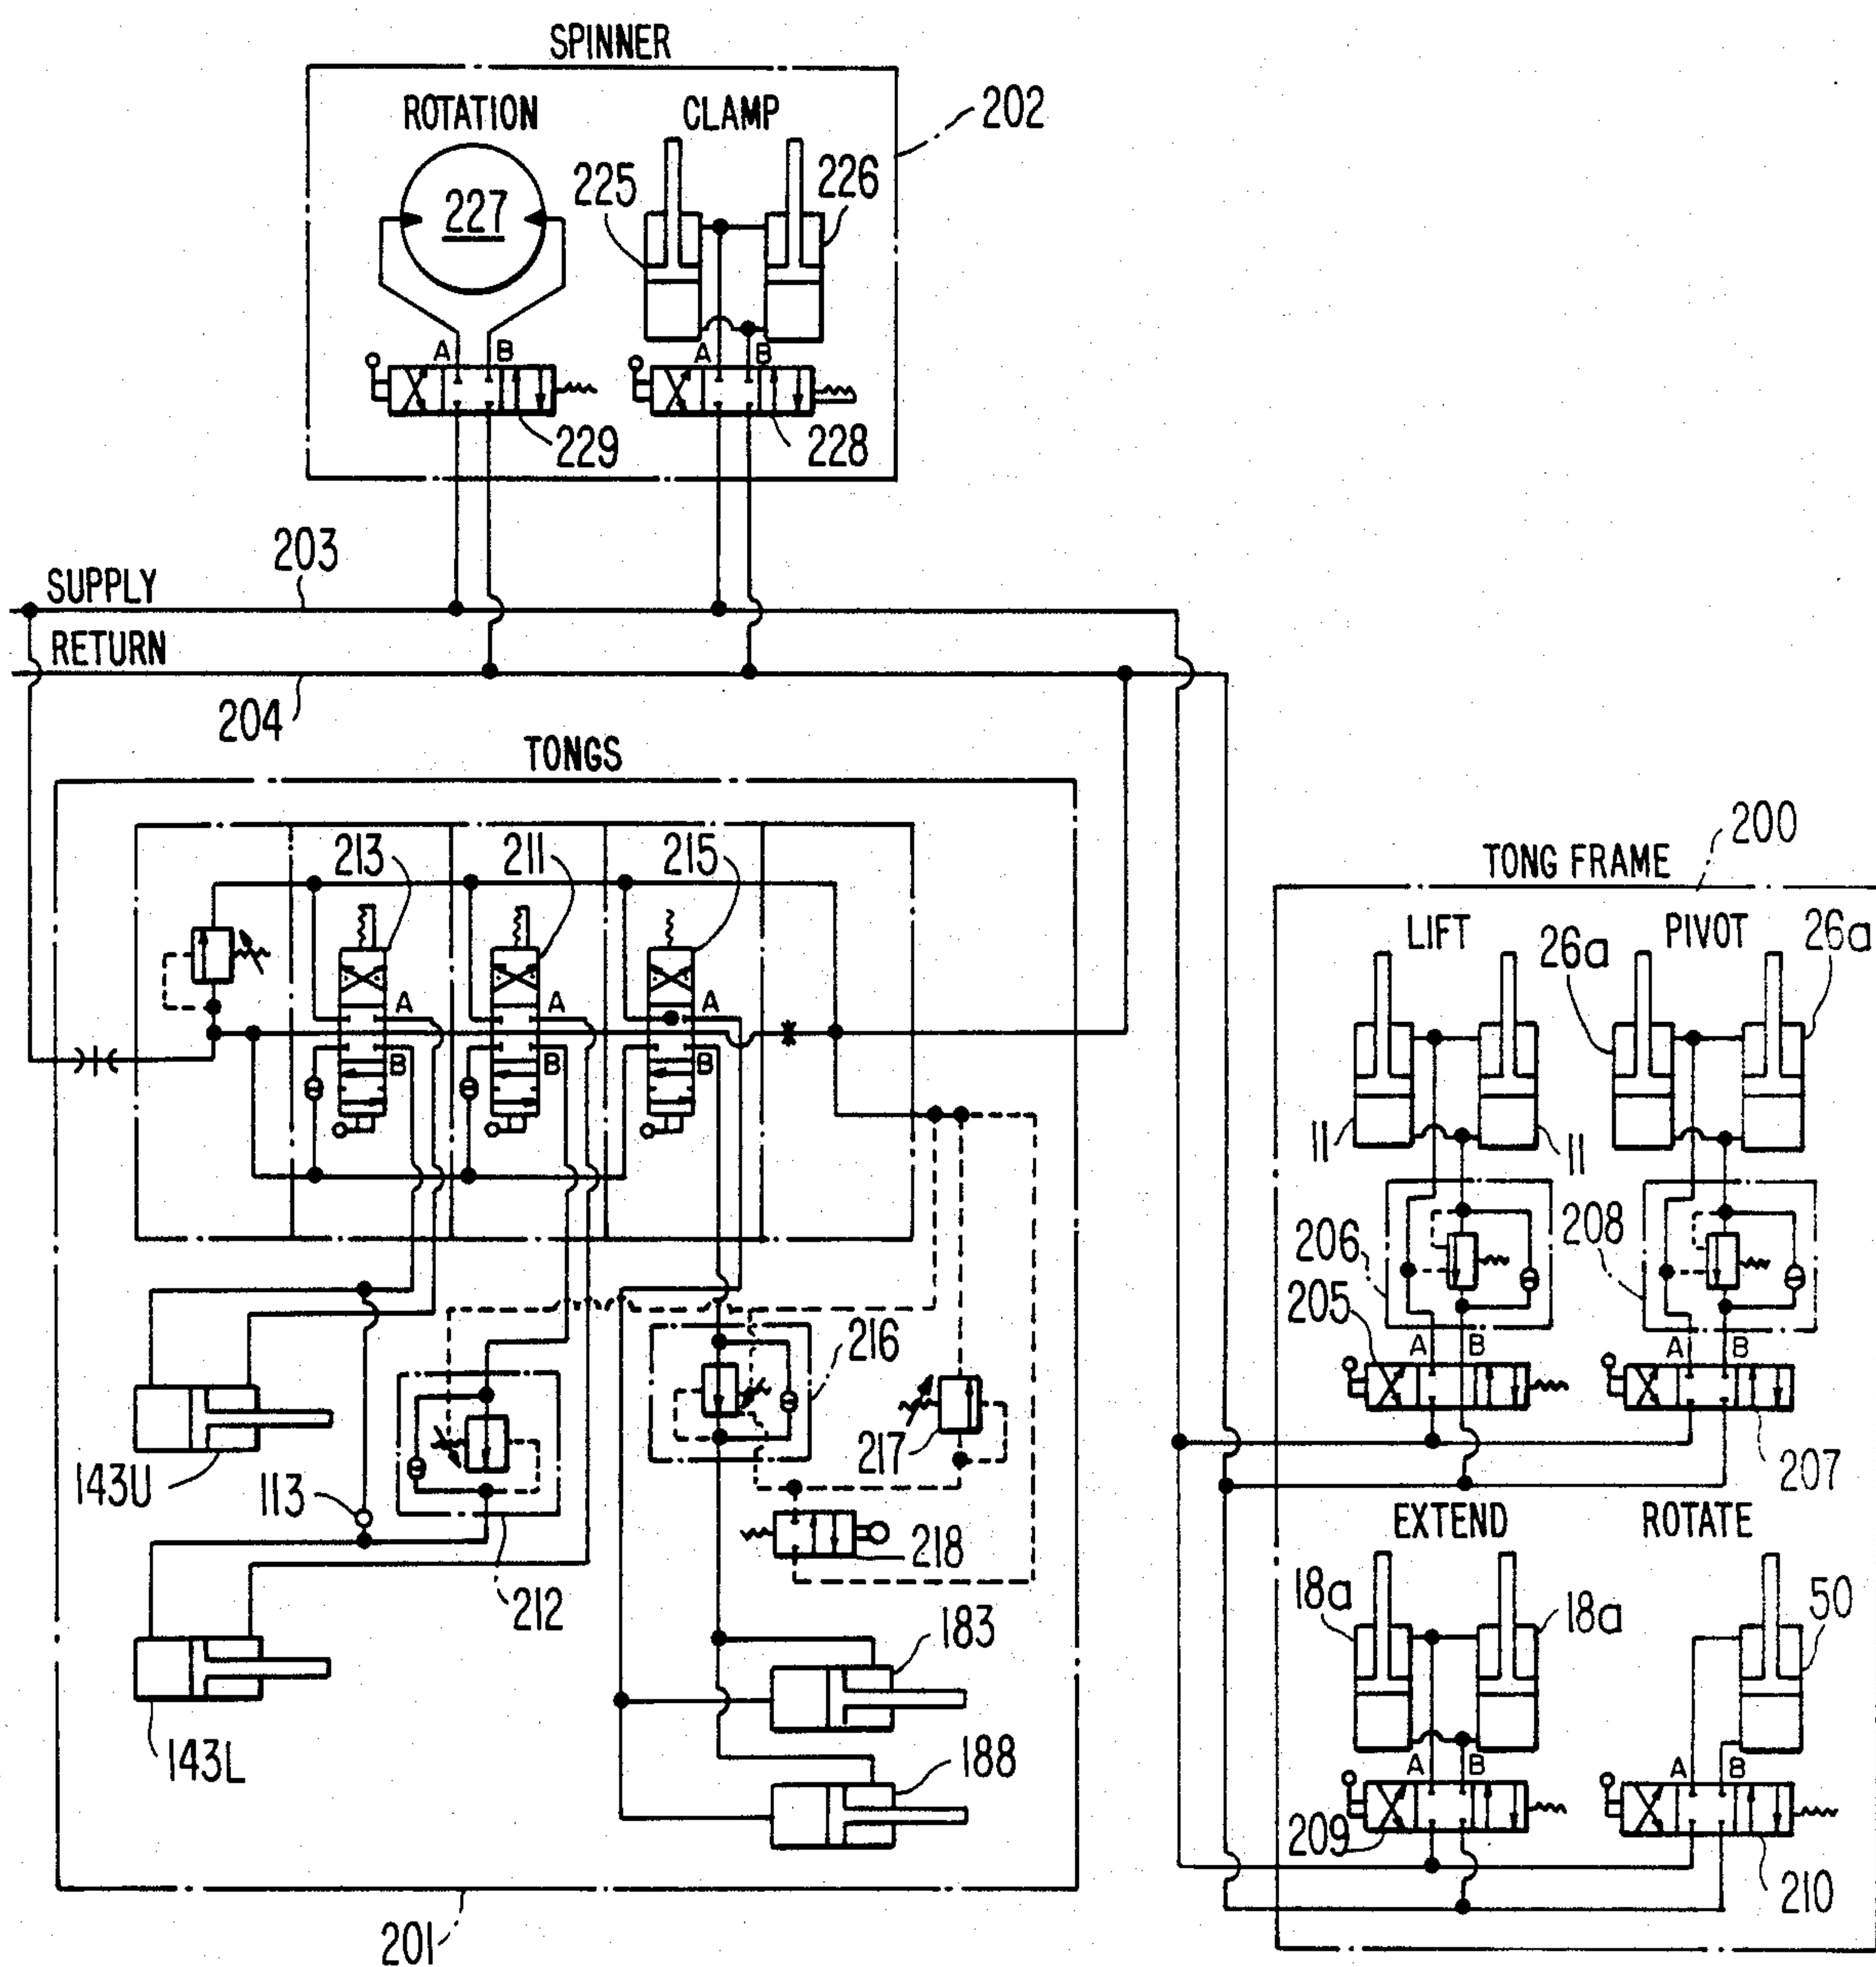 SPINNER
ROTATION CLAMP
202
225 226
227
A B A B
229 228
203
SUPPLY
RETURN
204
TONGS
213 211 215
A A A
B B B
200
TONG FRAME
LIFT PIVOT
26a 26a
11 11
206 208
205
A B A B
207
216
217
143U
113
218
212
EXTEND ROTATE
18a 18a 50
183
143L
188
A B A B
209
210
201